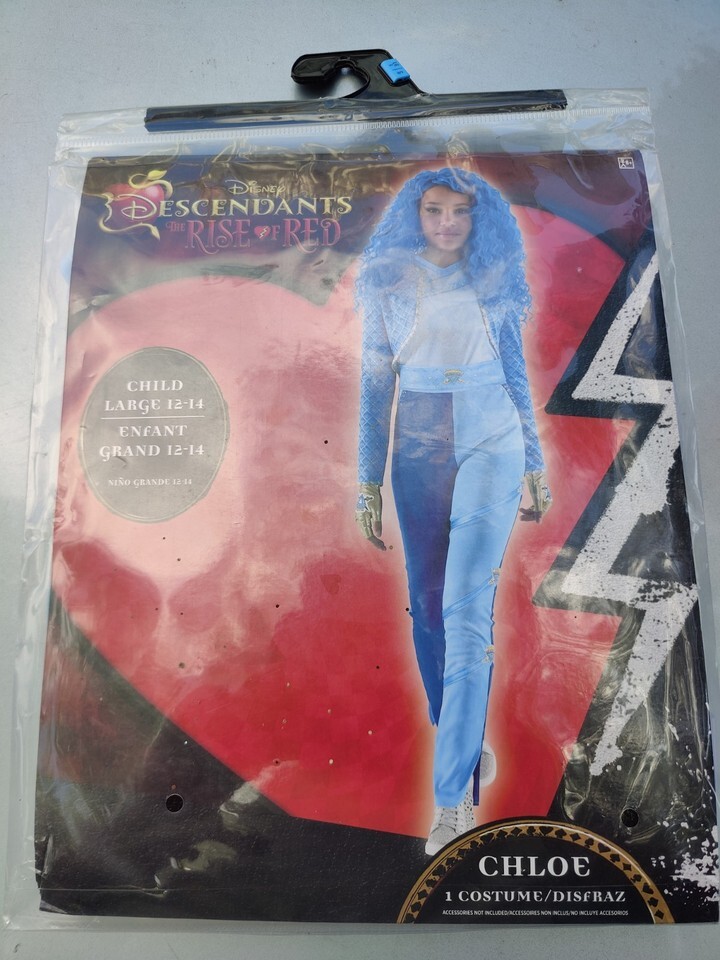 DISNEY
DESCENDANTS
THE RISE OF RED
CHILD
LARGE 12-14
ENFANT
GRAND 12-14
NIÑO GRANDE 12-14
CHLOE
1 COSTUME/DISFRAZ
ACCESSORIES NOT INCLUDED/ACCESSOIRES NON INCLUS/NO INCLUYE ACCESORIOS